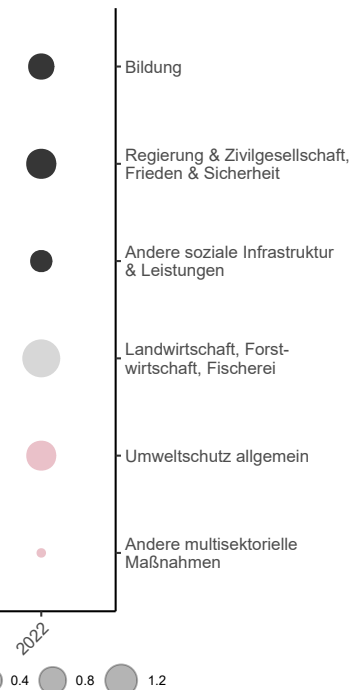 Bildung
Regierung & Zivilgesellschaft,
Frieden & Sicherheit
Andere soziale Infrastruktur
& Leistungen
Landwirtschaft, Forst-
wirtschaft, Fischerei
Umweltschutz allgemein
Andere multisektorielle
Maßnahmen
2022
0.4 0.8 1.2